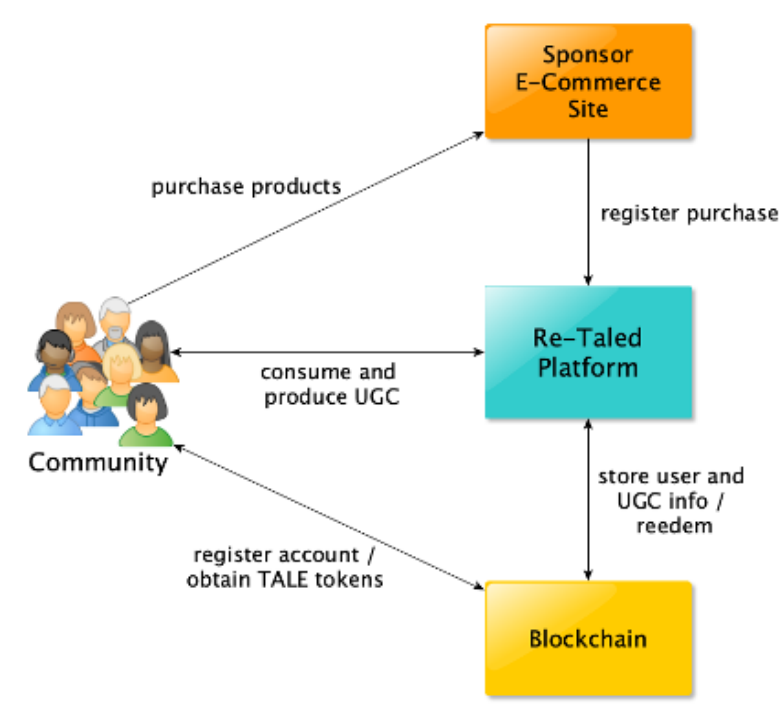 Sponsor
E-Commerce
Site
purchase products
register purchase
Re-Taled
Platform
consume and
produce UGC
Community
store user and
UGC info /
reedem
register account /
obtain TALE tokens
Blockchain